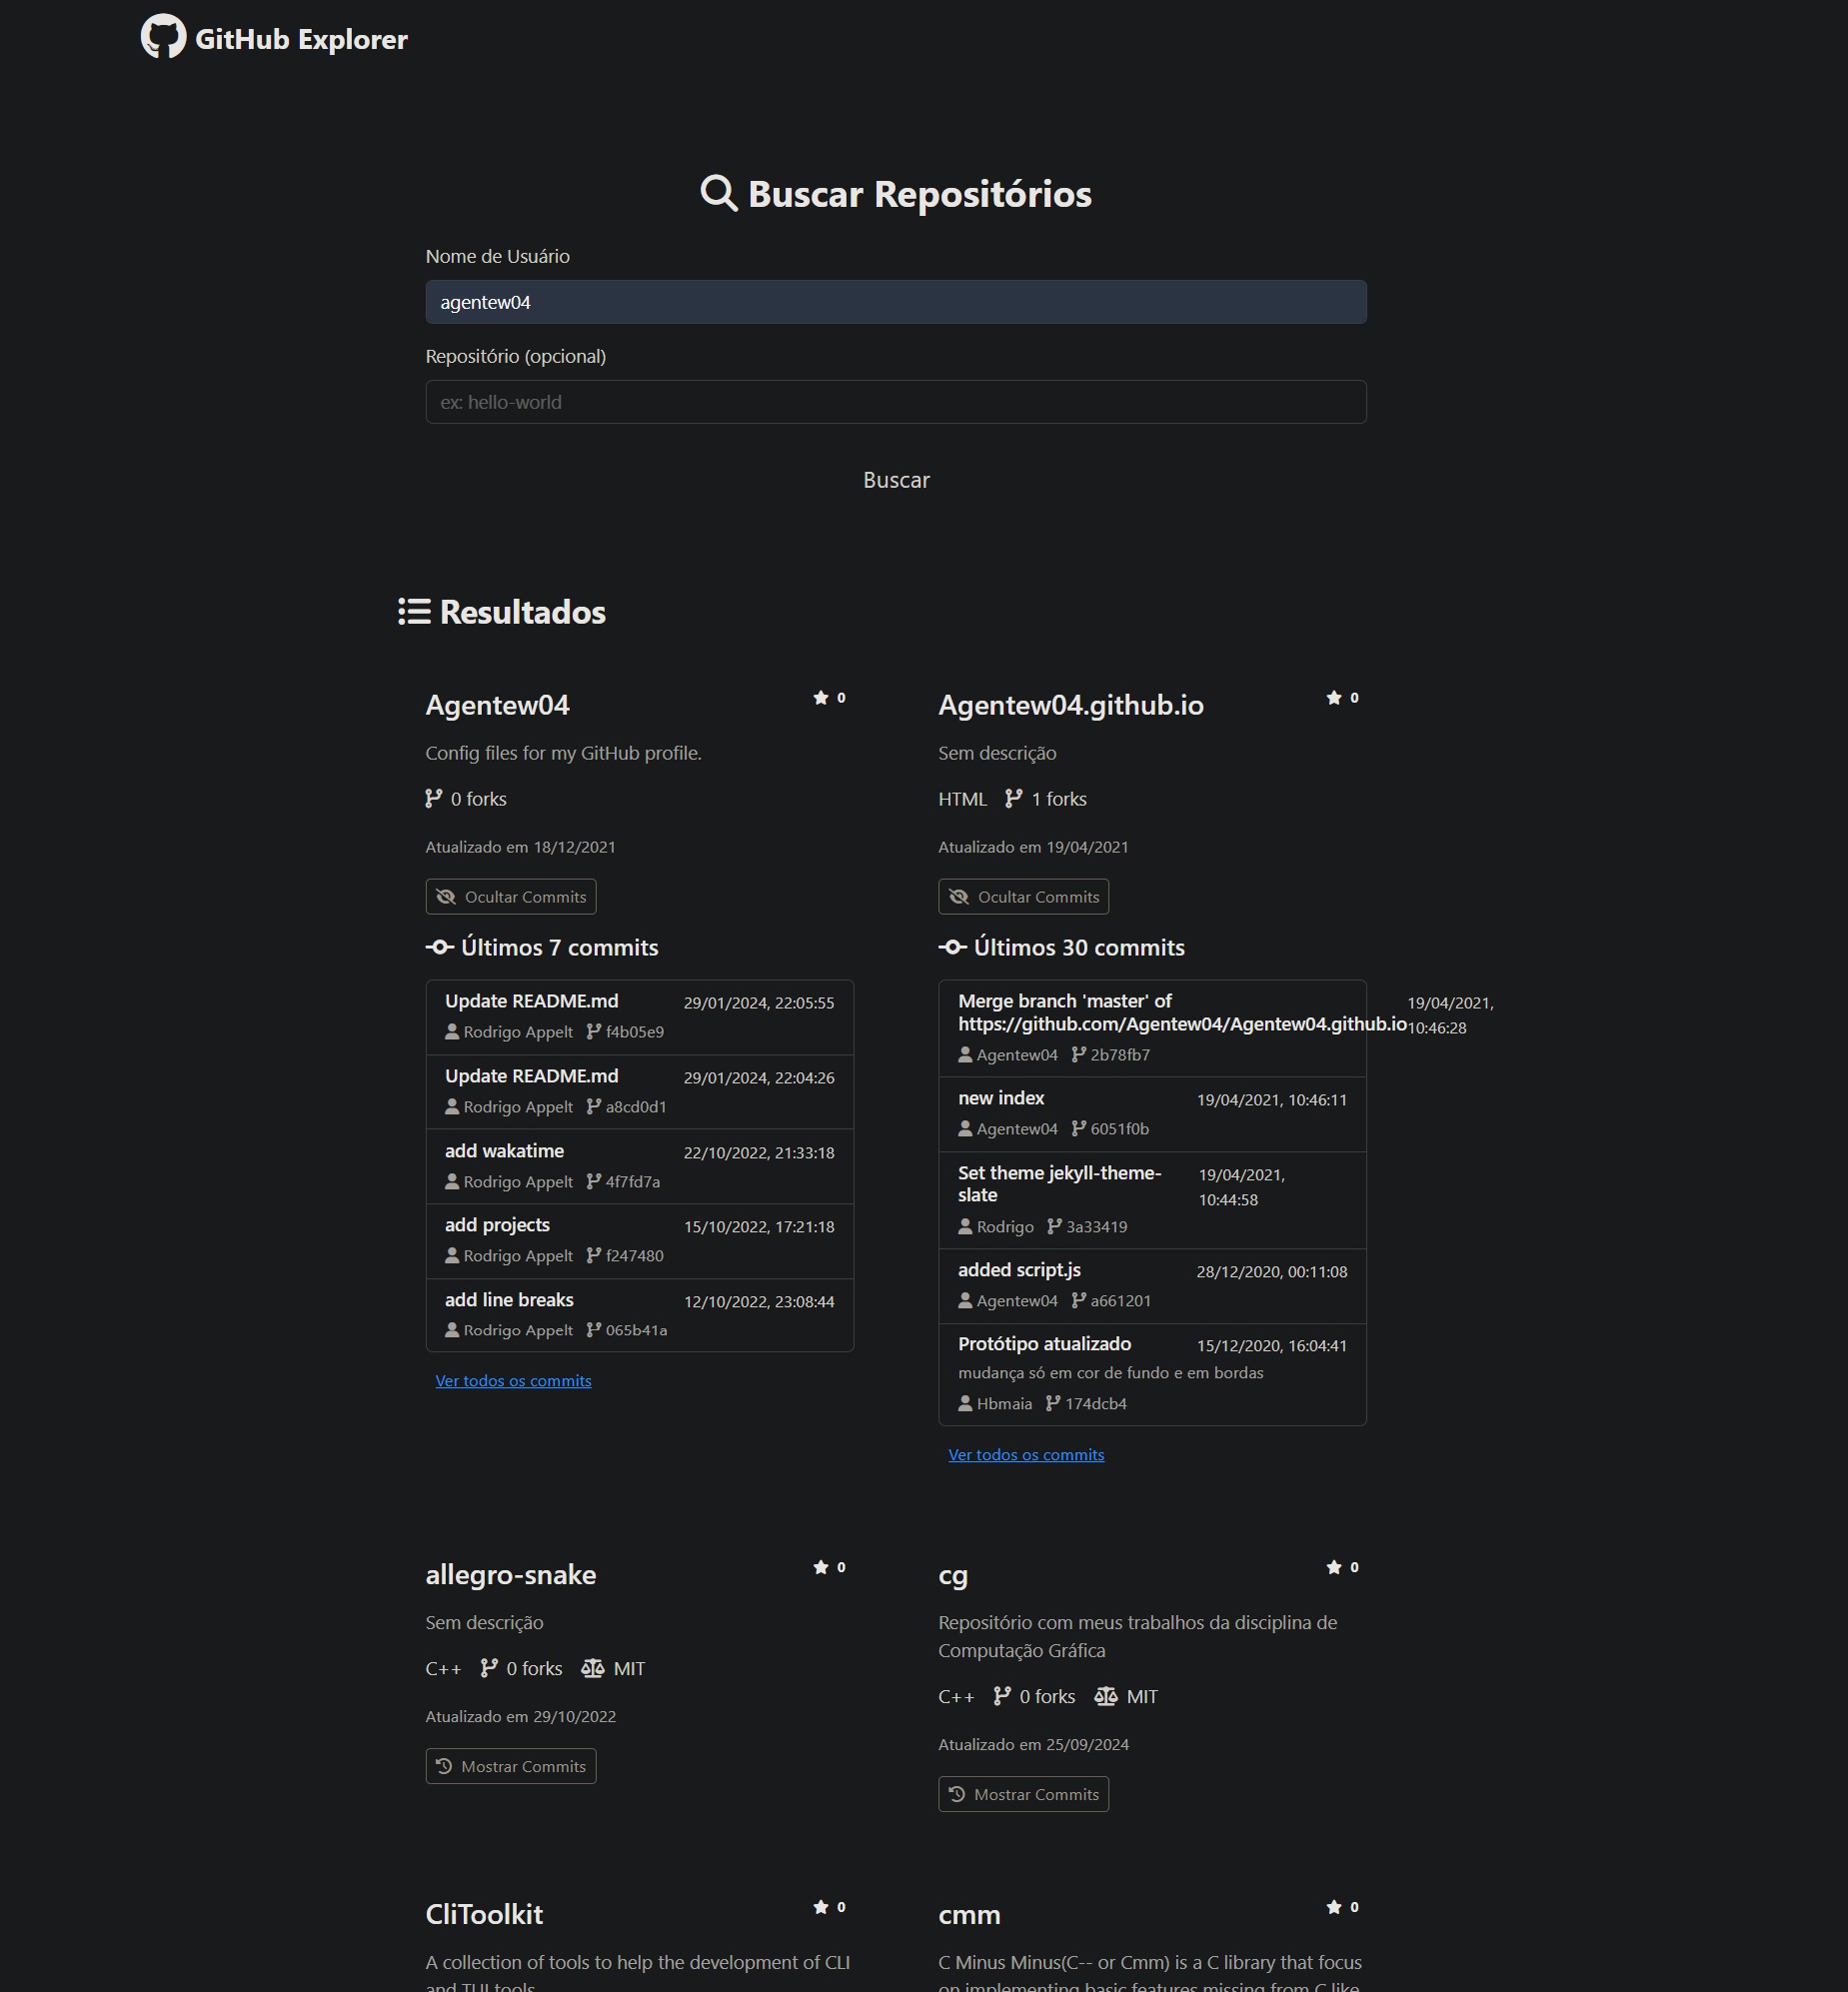 GitHub Explorer
Buscar Repositórios
Nome de Usuário
agentew04
Repositório (opcional)
ex: hello-world
Buscar
Resultados
Agentew04
0
Config files for my GitHub profile.
0 forks
Atualizado em 18/12/2021
Ocultar Commits
Últimos 7 commits
Update README.md 29/01/2024, 22:05:55
Rodrigo Appelt f4b05e9
Update README.md 29/01/2024, 22:04:26
Rodrigo Appelt a8cd0d1
add wakatime 22/10/2022, 21:33:18
Rodrigo Appelt 4f7fd7a
add projects 15/10/2022, 17:21:18
Rodrigo Appelt f247480
add line breaks 12/10/2022, 23:08:44
Rodrigo Appelt 065b41a
Ver todos os commits
Agentew04.github.io
0
Sem descrição
HTML 1 forks
Atualizado em 19/04/2021
Ocultar Commits
Últimos 30 commits
Merge branch 'master' of 19/04/2021,
https://github.com/Agentew04/Agentew04.github.io 10:46:28
Agentew04 2b78fb7
new index 19/04/2021, 10:46:11
Agentew04 6051f0b
Set theme jekyll-theme- 19/04/2021,
slate 10:44:58
Rodrigo 3a33419
added script.js 28/12/2020, 00:11:08
Agentew04 a661201
Protótipo atualizado 15/12/2020, 16:04:41
mudança só em cor de fundo e em bordas
Hbmaia 174dcb4
Ver todos os commits
allegro-snake
0
Sem descrição
C++ 0 forks MIT
Atualizado em 29/10/2022
Mostrar Commits
cg
0
Repositório com meus trabalhos da disciplina de
Computação Gráfica
C++ 0 forks MIT
Atualizado em 25/09/2024
Mostrar Commits
CliToolkit
0
A collection of tools to help the development of CLI
and TUI tools
cmm
0
C Minus Minus(C-- or Cmm) is a C library that focus
on implementing basic features missing from C like